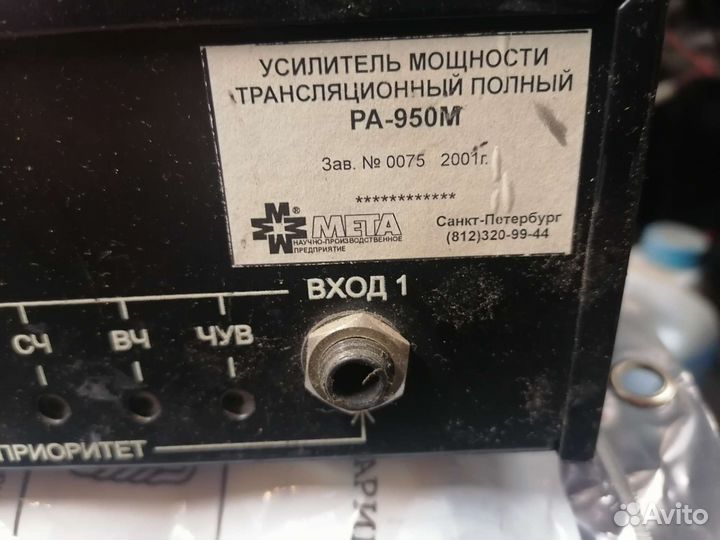 УСИЛИТЕЛЬ МОЩНОСТИ
ТРАНСЛЯЦИОННЫЙ ПОЛНЫЙ
РА-950М
Зав. № 0075 2001г.
************
®
МЕТА
НАУЧНО-ПРОИЗВОДСТВЕННОЕ
ПРЕДПРИЯТИЕ
Санкт-Петербург
(812)320-99-44
ВХОД 1
СЧ ВЧ ЧУВ
ПРИОРИТЕТ
Avito